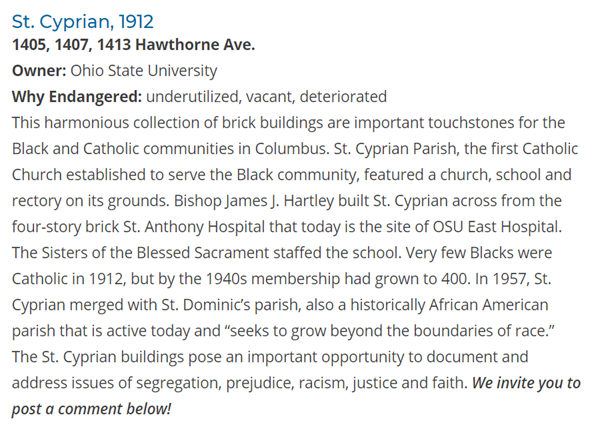 St. Cyprian, 1912
1405, 1407, 1413 Hawthorne Ave.
Owner: Ohio State University
Why Endangered: underutilized, vacant, deteriorated
This harmonious collection of brick buildings are important touchstones for the
Black and Catholic communities in Columbus. St. Cyprian Parish, the first Catholic
Church established to serve the Black community, featured a church, school and
rectory on its grounds. Bishop James J. Hartley built St. Cyprian across from the
four-story brick St. Anthony Hospital that today is the site of OSU East Hospital.
The Sisters of the Blessed Sacrament staffed the school. Very few Blacks were
Catholic in 1912, but by the 1940s membership had grown to 400. In 1957, St.
Cyprian merged with St. Dominic’s parish, also a historically African American
parish that is active today and “seeks to grow beyond the boundaries of race.”
The St. Cyprian buildings pose an important opportunity to document and
address issues of segregation, prejudice, racism, justice and faith. We invite you to
post a comment below!